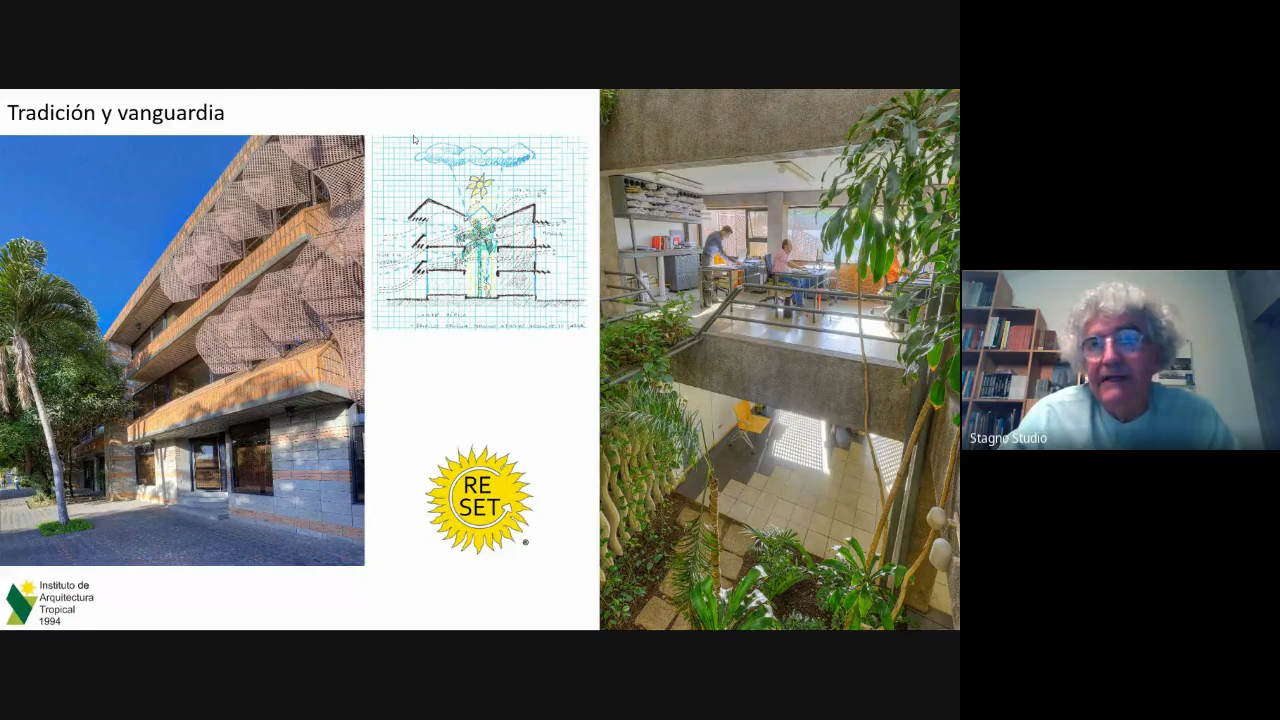 Tradición y vanguardia
RE
SET
®
Instituto de
Arquitectura
Tropical
1994
Stagno Studio